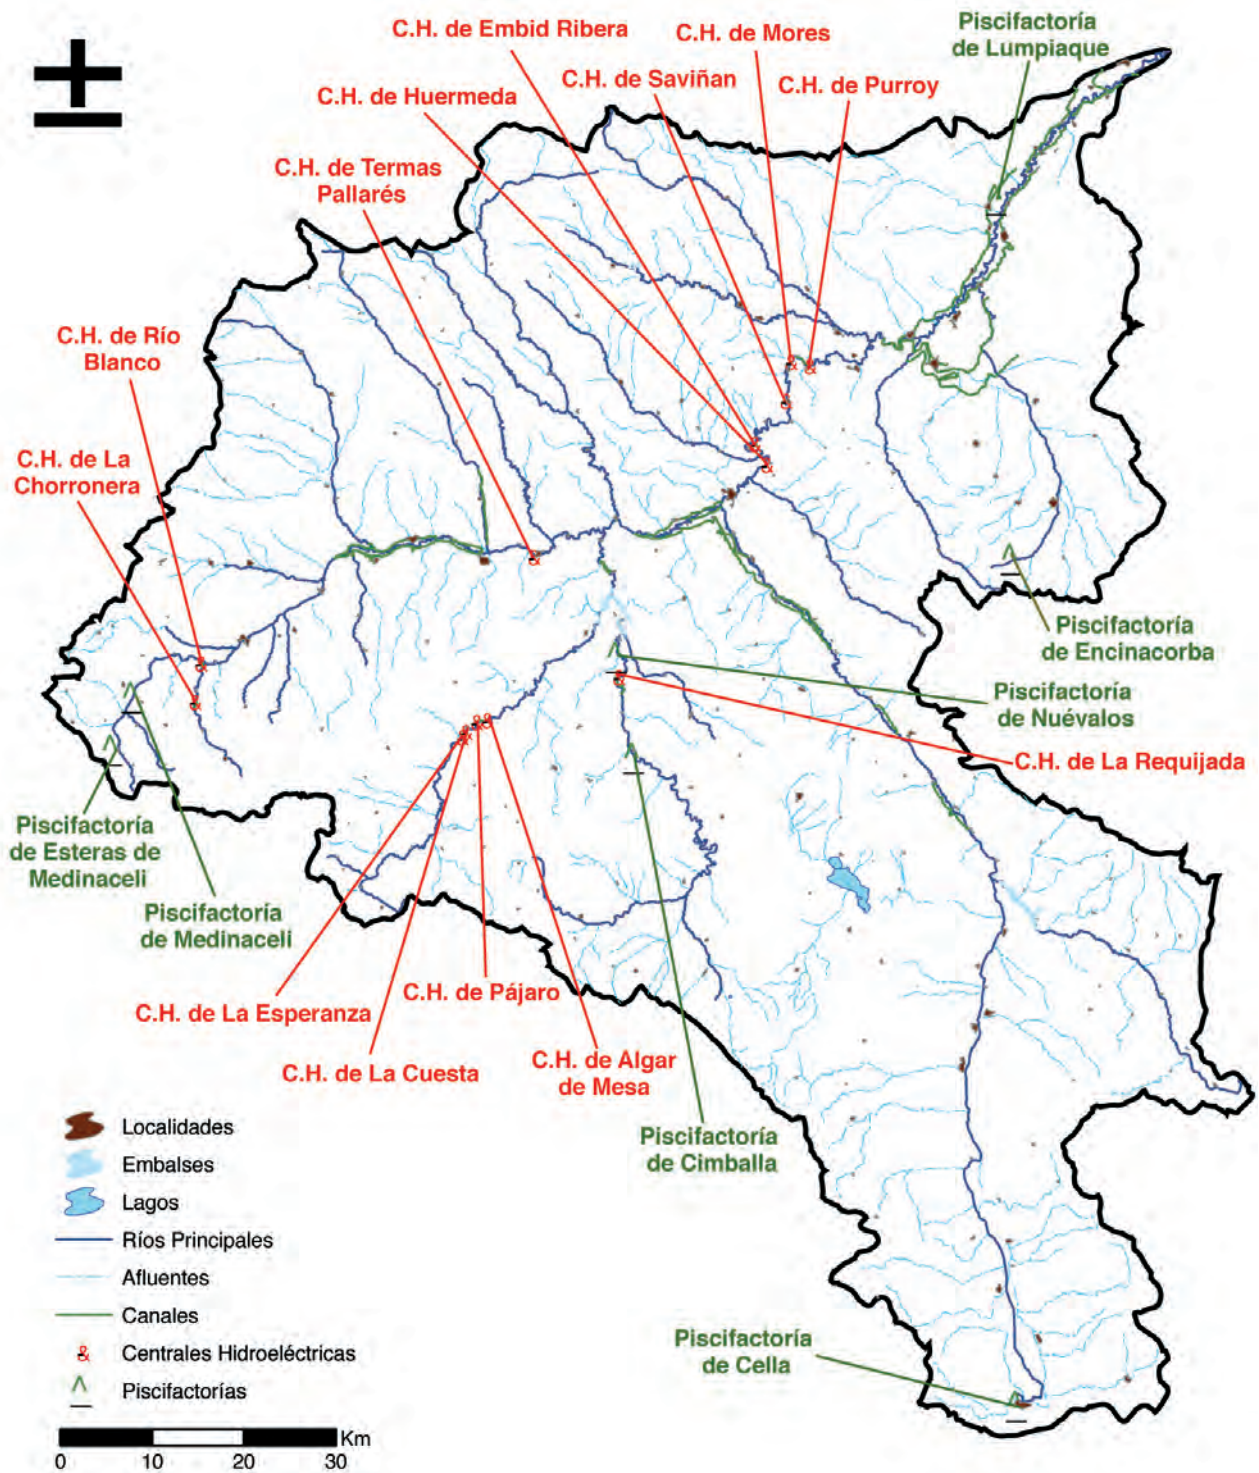 C.H. de Embid Ribera
C.H. de Mores
Piscifactoría
de Lumpiaque
C.H. de Saviñan
C.H. de Purroy
C.H. de Huermeda
C.H. de Termas
Pallarés
C.H. de Río
Blanco
C.H. de La
Chorronera
Piscifactoría
de Encinacorba
Piscifactoría
de Nuévalos
C.H. de La Requijada
Piscifactoría
de Esteras de
Medinaceli
Piscifactoría
de Medinaceli
C.H. de La Esperanza
C.H. de Pájaro
C.H. de La Cuesta
C.H. de Algar
de Mesa
Piscifactoría
de Cimballa
Localidades
Embalses
Lagos
Ríos Principales
Afluentes
Canales
Centrales Hidroeléctricas
Piscifactorías
Piscifactoría
de Cella
Km
0 10 20 30